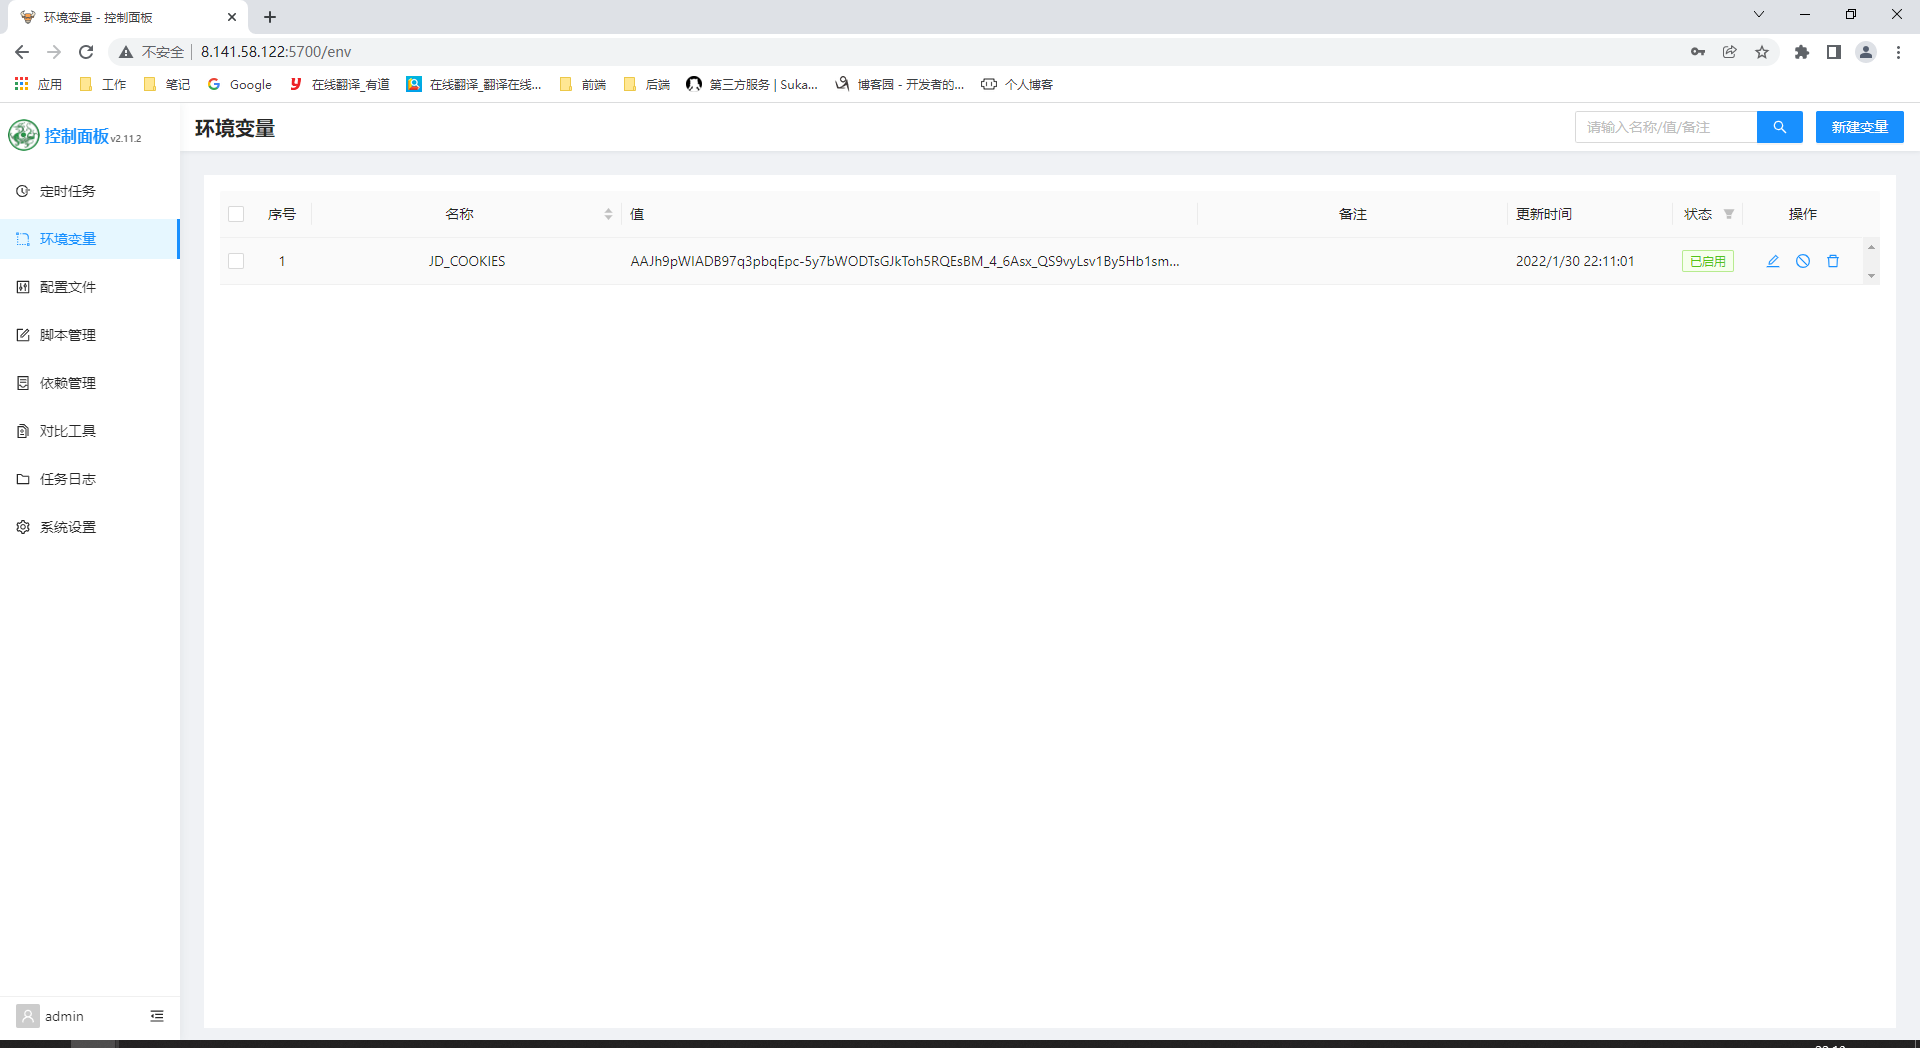 环境变量 - 控制面板
不安全 8.141.58.122:5700/env
应用 工作 笔记 Google 在线翻译_有道 在线翻译_翻译在线... 前端 后端 第三方服务 | Suka... 博客园 - 开发者的... 个人博客
控制面板 v2.11.2
环境变量
请输入名称/值/备注
新建变量
定时任务
环境变量
配置文件
脚本管理
依赖管理
对比工具
任务日志
系统设置
序号 名称 值 备注 更新时间 状态 操作
1 JD_COOKIES AAJh9pWIADB97q3pbqEpc-5y7bWODTsGJkToh5RQEsBM_4_6Asx_QS9vyLsv1By5Hb1sm... 2022/1/30 22:11:01 已启用
admin